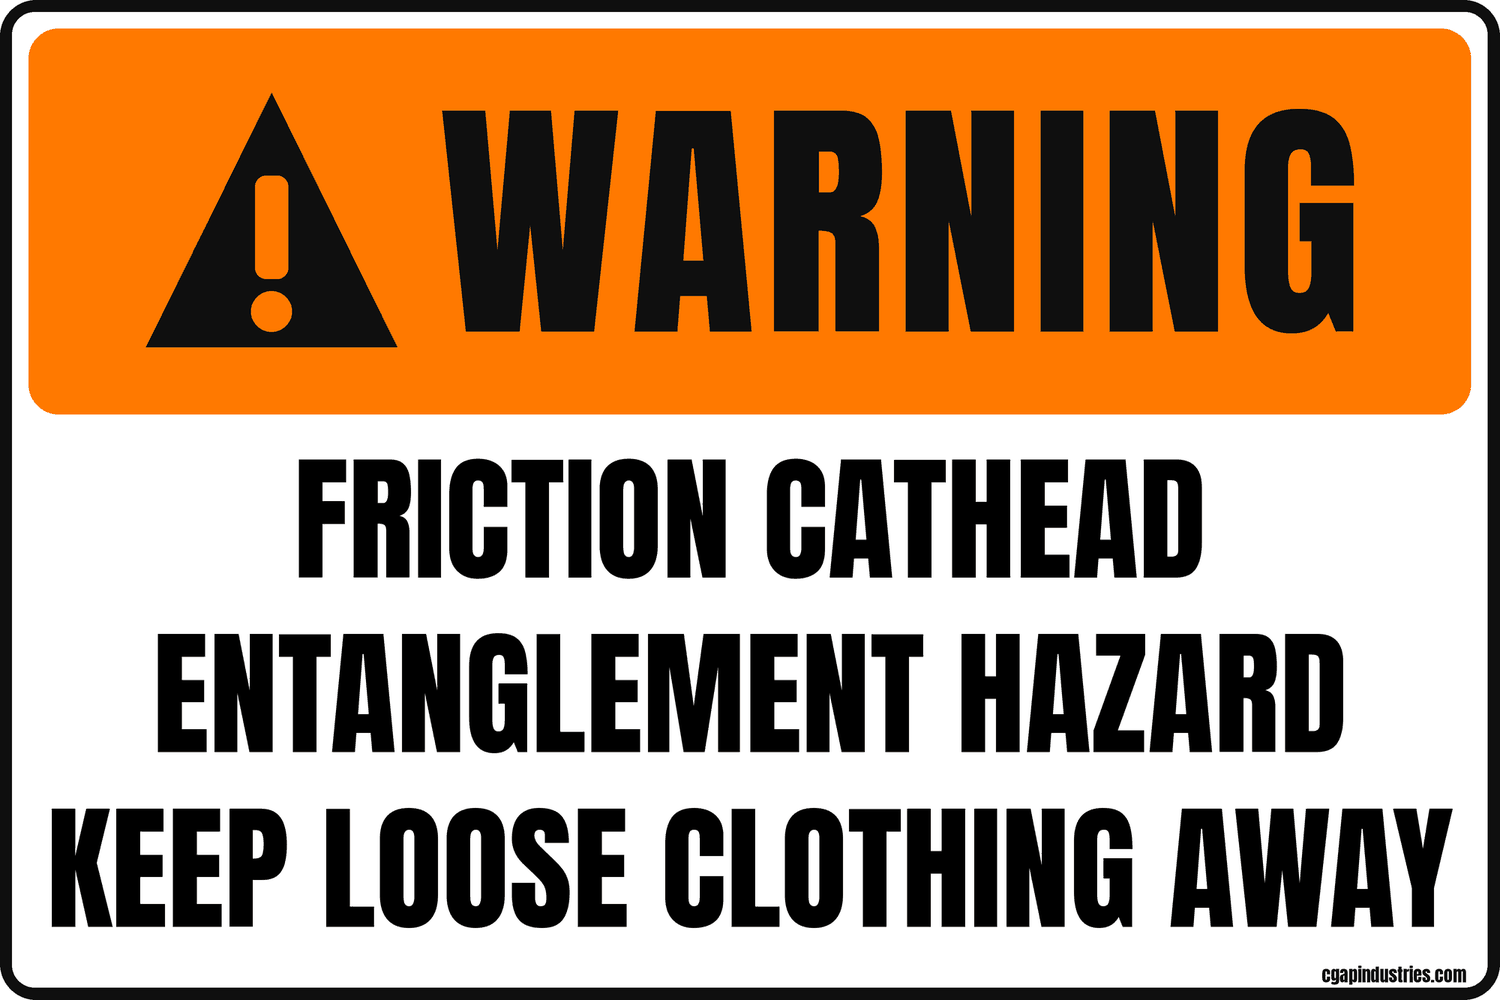 WARNING
FRICTION CATHEAD
ENTANGLEMENT HAZARD
KEEP LOOSE CLOTHING AWAY
cgapindustries.com